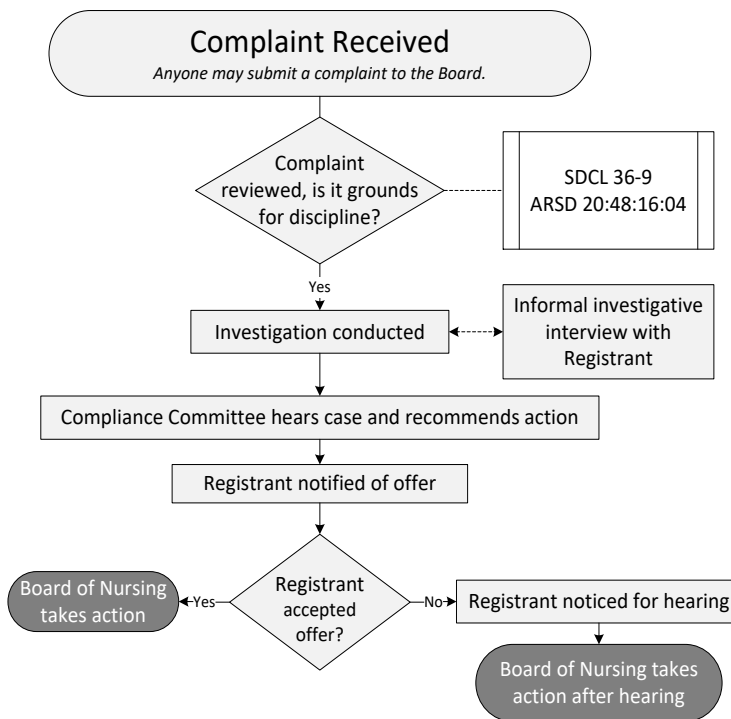 Complaint Received
Anyone may submit a complaint to the Board.
Complaint
reviewed, is it grounds
for discipline?
SDCL 36-9
ARSD 20:48:16:04
Yes
Investigation conducted
Informal investigative
interview with
Registrant
Compliance Committee hears case and recommends action
Registrant notified of offer
Registrant
accepted
offer?
Yes
Board of Nursing
takes action
No
Registrant noticed for hearing
Board of Nursing takes
action after hearing